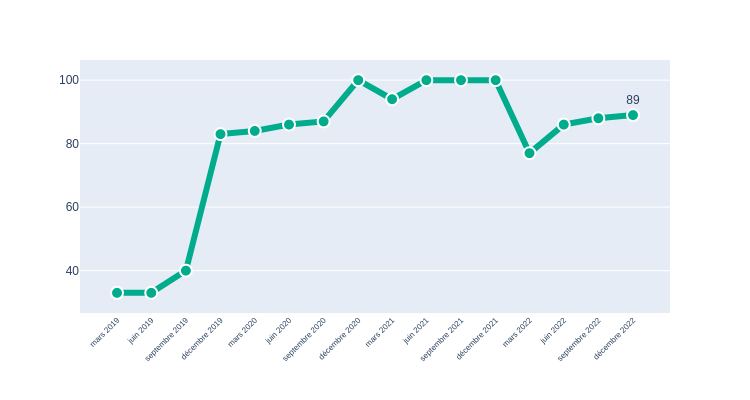 100
80
60
40
89
mars 2019
juin 2019
septembre 2019
décembre 2019
mars 2020
juin 2020
septembre 2020
décembre 2020
mars 2021
juin 2021
septembre 2021
décembre 2021
mars 2022
juin 2022
septembre 2022
décembre 2022